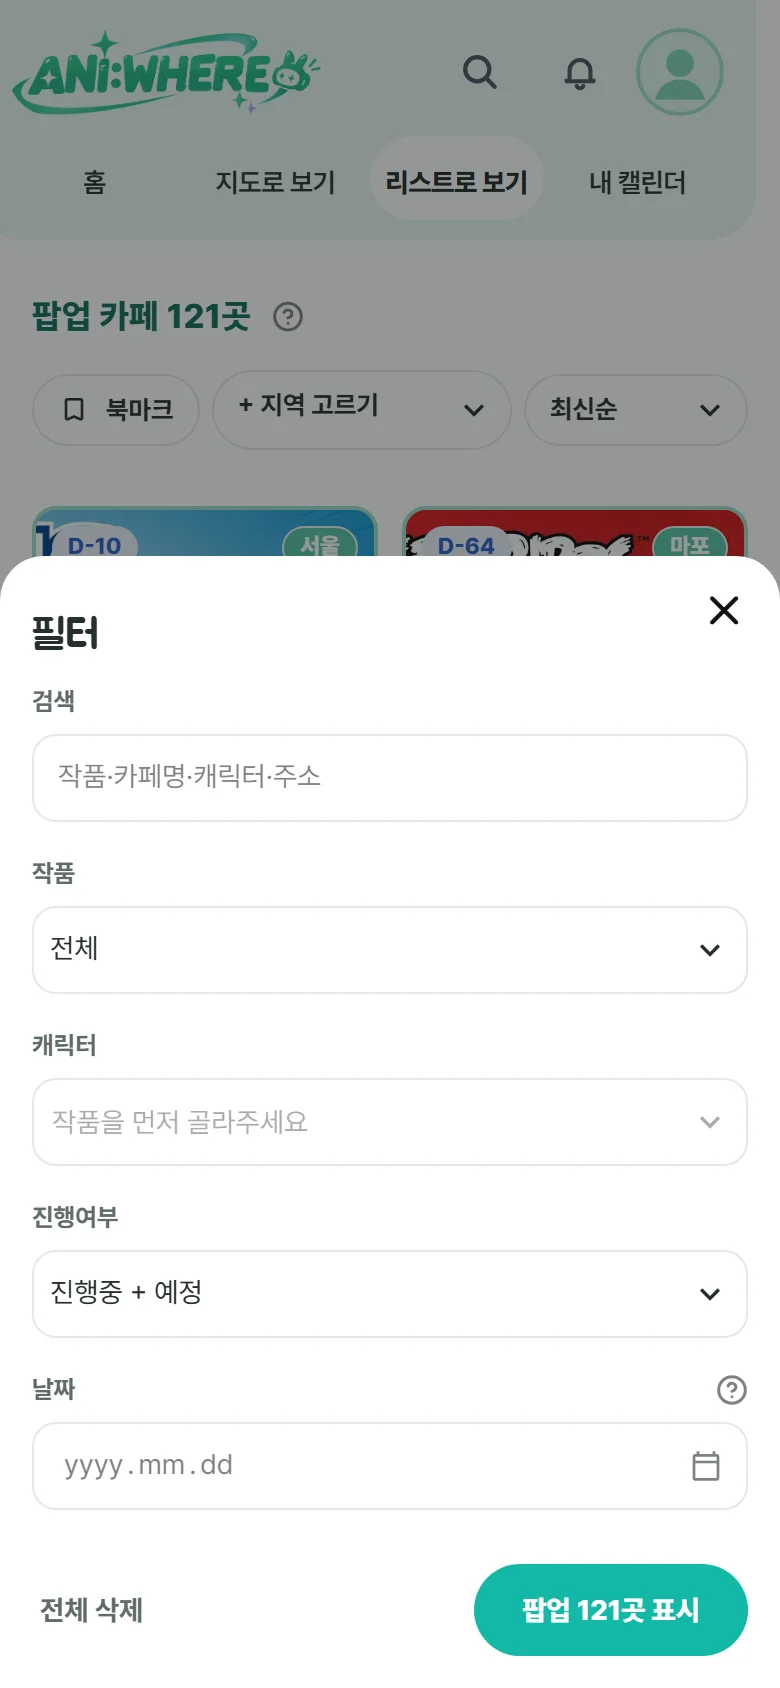 ANI:WHERE
홈
지도로 보기
리스트로 보기
내 캘린더
팝업 카페 121곳
북마크
+ 지역 고르기
최신순
D-10
서울
D-64
마포
필터
검색
작품·카페명·캐릭터·주소
작품
전체
캐릭터
작품을 먼저 골라주세요
진행여부
진행중 + 예정
날짜
yyyy.mm.dd
전체 삭제
팝업 121곳 표시